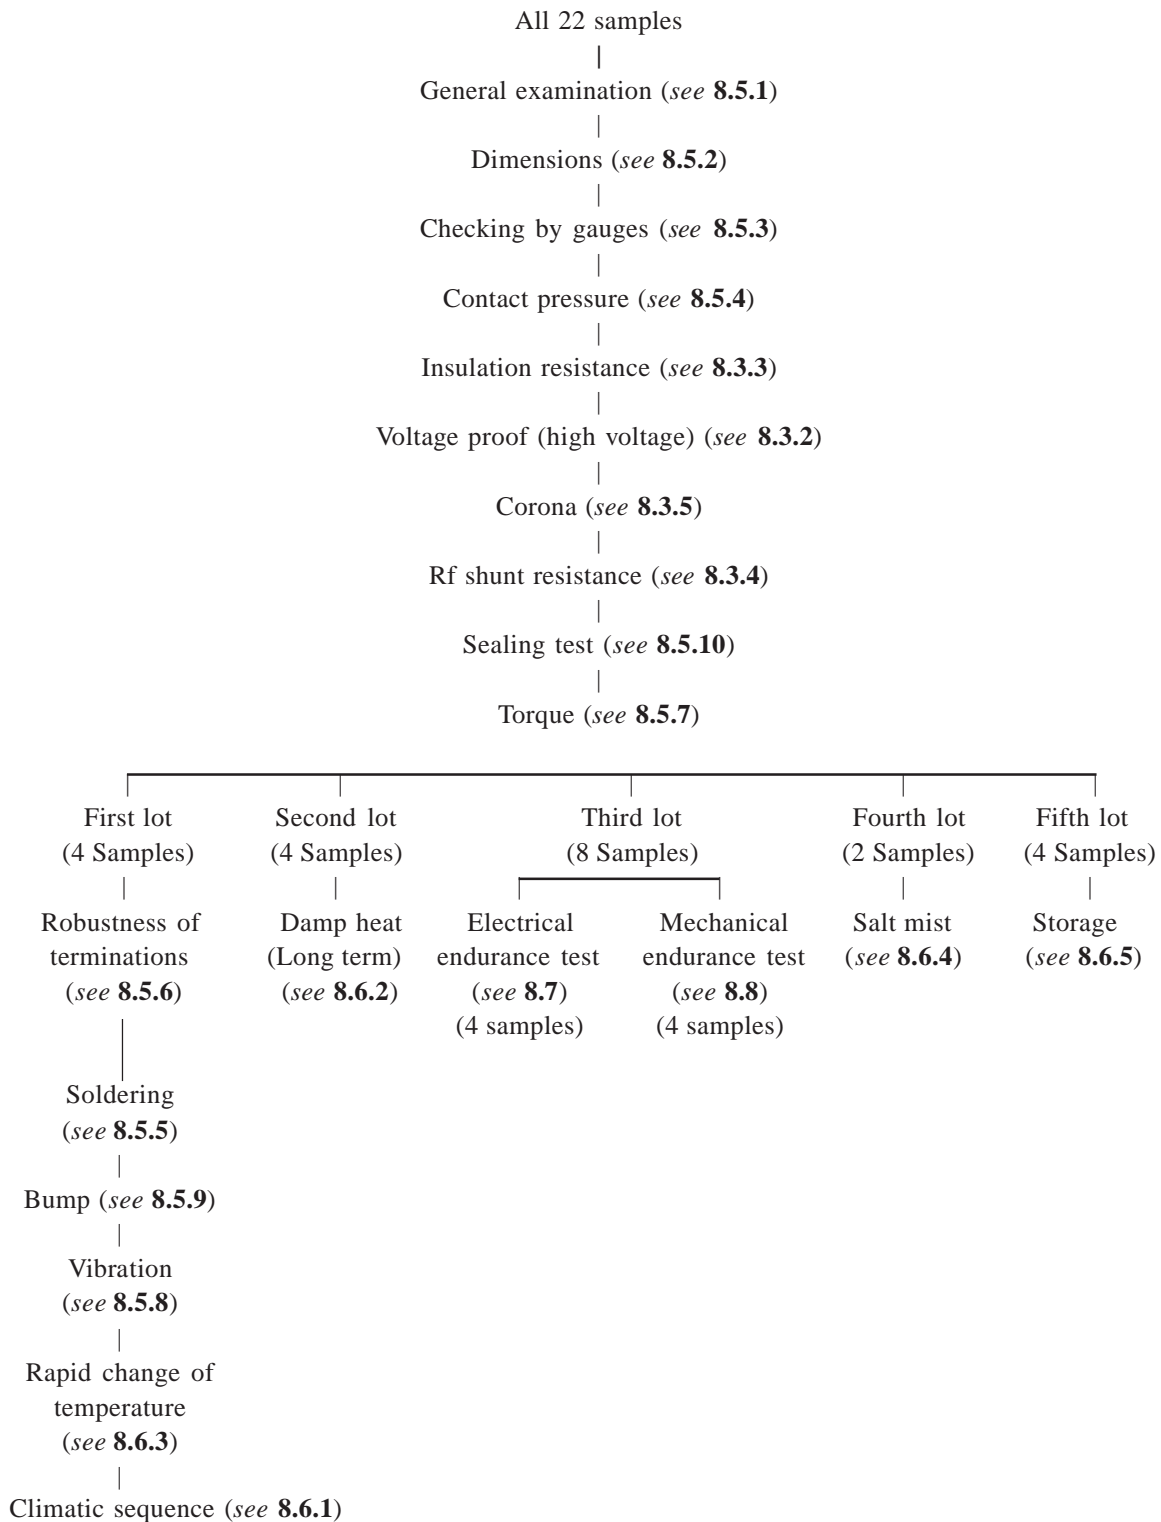 All 22 samples
General examination (see 8.5.1)
Dimensions (see 8.5.2)
Checking by gauges (see 8.5.3)
Contact pressure (see 8.5.4)
Insulation resistance (see 8.3.3)
Voltage proof (high voltage) (see 8.3.2)
Corona (see 8.3.5)
Rf shunt resistance (see 8.3.4)
Sealing test (see 8.5.10)
Torque (see 8.5.7)
First lot
(4 Samples)
Robustness of
terminations
(see 8.5.6)
Soldering
(see 8.5.5)
Bump (see 8.5.9)
Vibration
(see 8.5.8)
Rapid change of
temperature
(see 8.6.3)
Climatic sequence (see 8.6.1)
Second lot
(4 Samples)
Damp heat
(Long term)
(see 8.6.2)
Third lot
(8 Samples)
Electrical
endurance test
(see 8.7)
(4 samples)
Mechanical
endurance test
(see 8.8)
(4 samples)
Fourth lot
(2 Samples)
Salt mist
(see 8.6.4)
Fifth lot
(4 Samples)
Storage
(see 8.6.5)